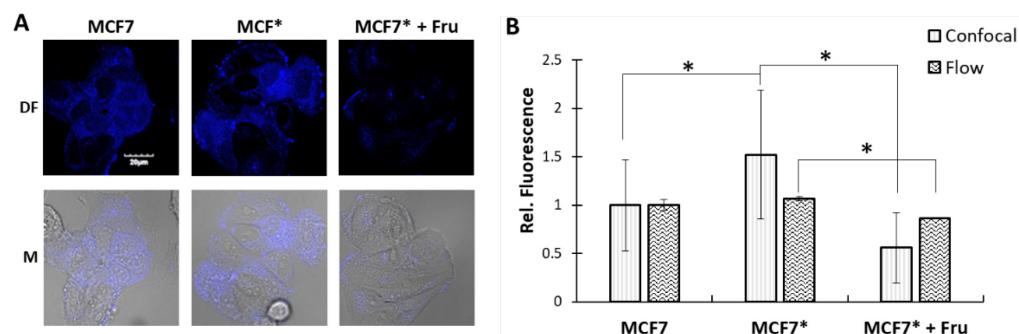 A
MCF7
MCF*
MCF7* + Fru
DF
20µm
M
B
Confocal
Flow
Rel. Fluorescence
2.5
2
1.5
1
0.5
0
*
*
*
MCF7
MCF7*
MCF7* + Fru